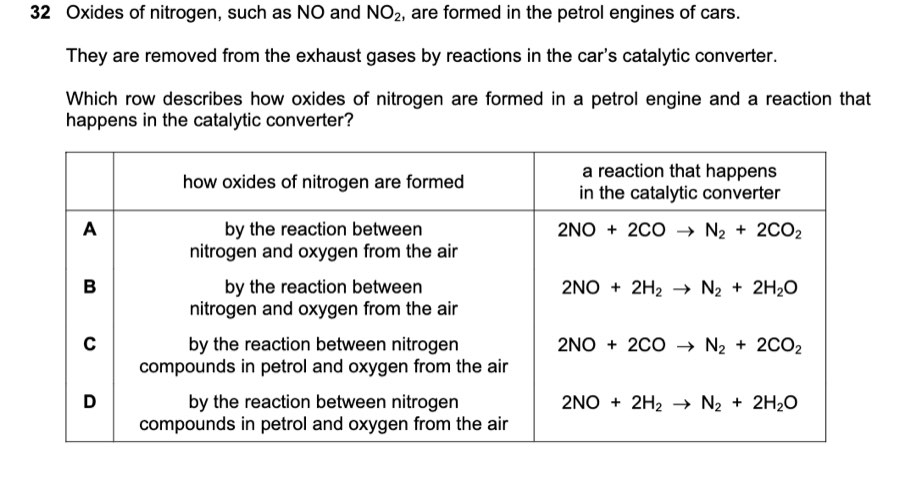 32 Oxides of nitrogen, such as NO and NO₂, are formed in the petrol engines of cars.
They are removed from the exhaust gases by reactions in the car's catalytic converter.
Which row describes how oxides of nitrogen are formed in a petrol engine and a reaction that
happens in the catalytic converter?
how oxides of nitrogen are formed
a reaction that happens
in the catalytic converter
A
by the reaction between
nitrogen and oxygen from the air
2NO + 2CO → N₂ + 2CO₂
B
by the reaction between
nitrogen and oxygen from the air
2NO + 2H₂ → N₂ + 2H₂O
C
by the reaction between nitrogen
compounds in petrol and oxygen from the air
2NO + 2CO → N₂ + 2CO₂
D
by the reaction between nitrogen
compounds in petrol and oxygen from the air
2NO + 2H₂ → N₂ + 2H₂O